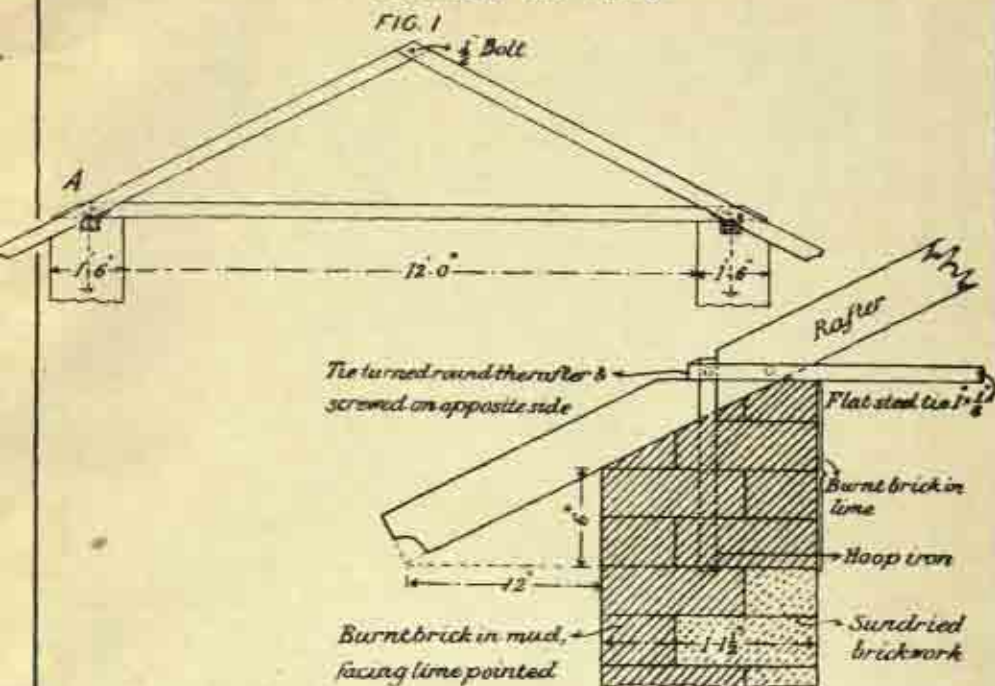 FIG. 1
½" Bolt
A
1'6"
12'.0"
1'.6"
Rafter
Tie turned round the rafter &
screwed on opposite side
Flat steel tie 1"×⅛"
6"
Burnt brick in
lime
Hoop iron
12"
Burnt brick in mud,
facing lime pointed
1'-1½"
Sundried
brickwork